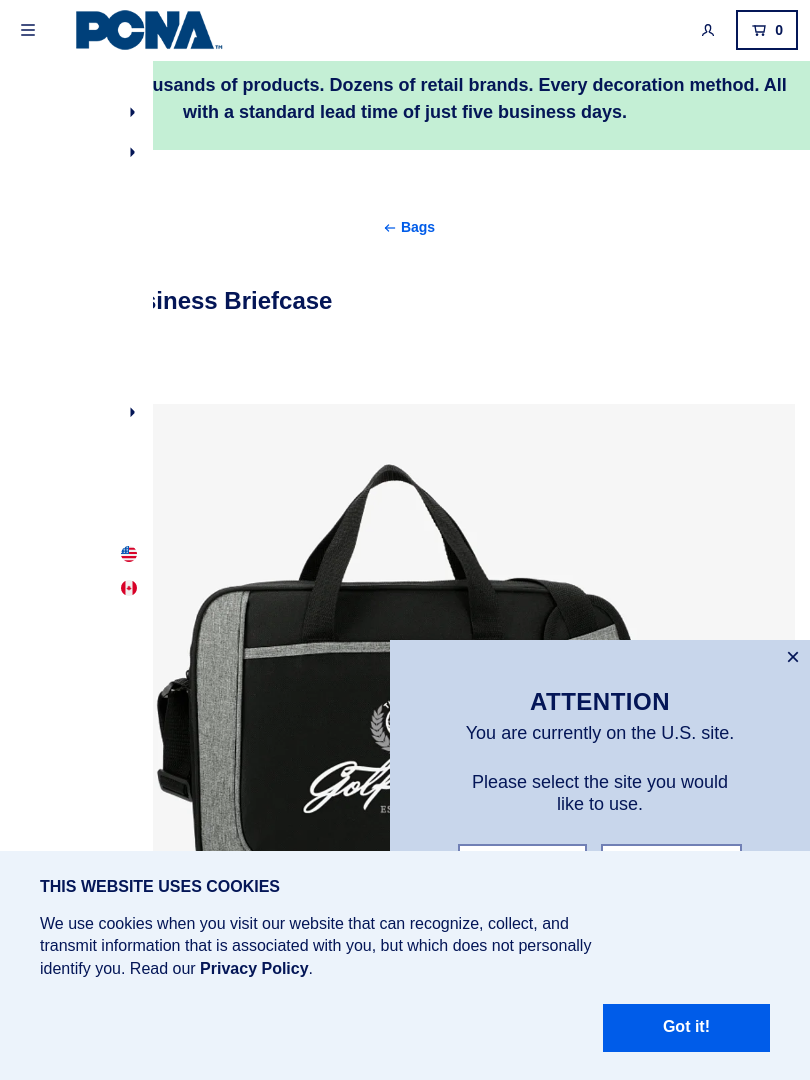 PCNA
TM
0
of products. Dozens of retail brands. Every decoration method. All
with a standard lead time of just five business days.
← Bags
Briefcase
ATTENTION
You are currently on the U.S. site.
Please select the site you would
like to use.
THIS WEBSITE USES COOKIES
We use cookies when you visit our website that can recognize, collect, and
transmit information that is associated with you, but which does not personally
identify you. Read our Privacy Policy.
Got it!